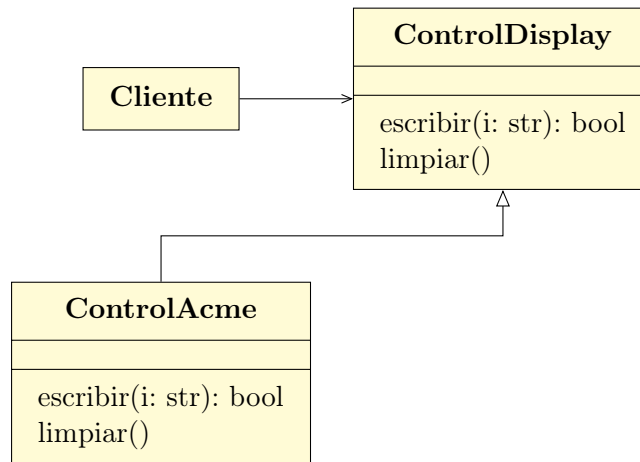 ControlDisplay
Cliente
escribir(i: str): bool
limpiar()
ControlAcme
escribir(i: str): bool
limpiar()